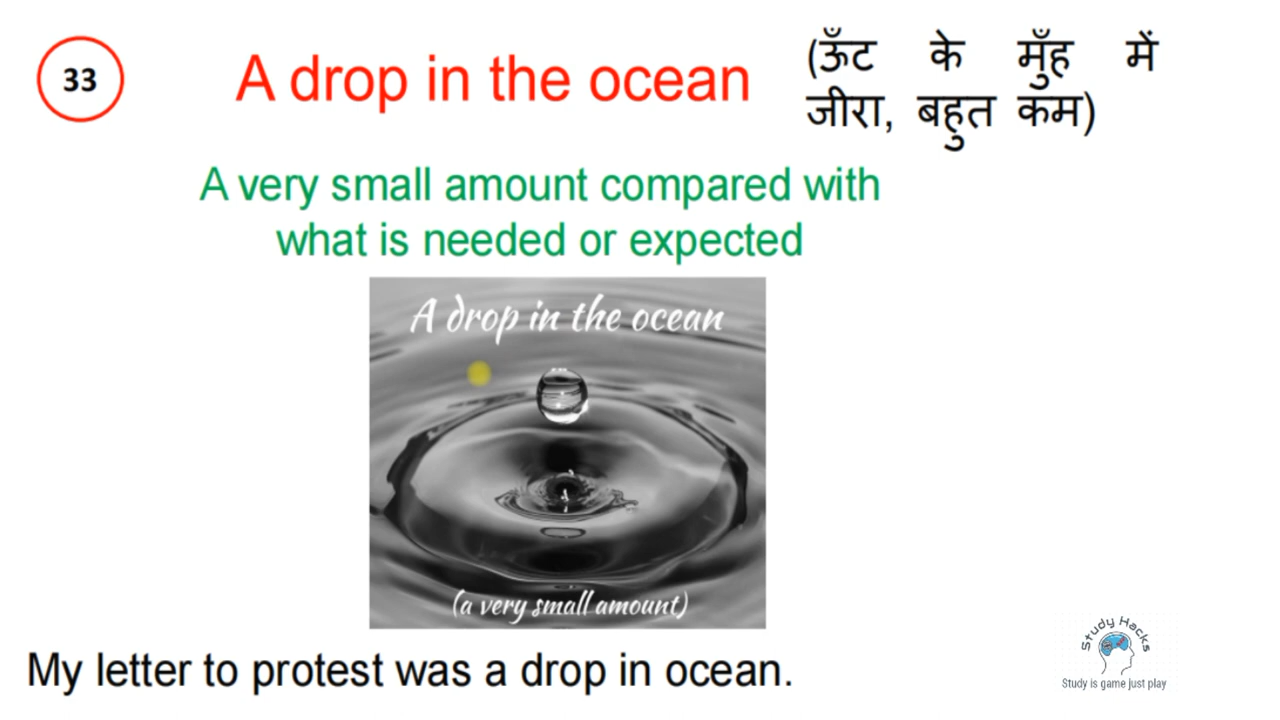 33
A drop in the ocean
(ऊँट के मुँह में
जीरा, बहुत कम)
A very small amount compared with
what is needed or expected
A drop in the ocean
(a very small amount)
My letter to protest was a drop in ocean.
Study Hacks
Study is game just play